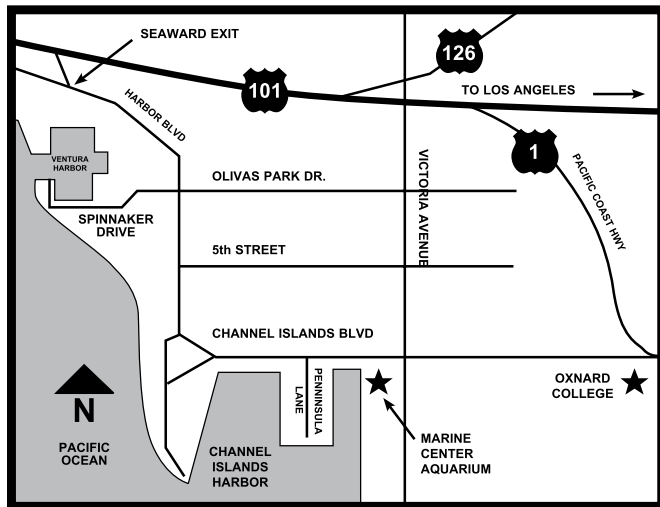 SEAWARD EXIT
126
101
TO LOS ANGELES
HARBOR BLVD
1
VENTURA
HARBOR
PACIFIC COAST HWY
OLIVAS PARK DR.
VICTORIA AVENUE
SPINNAKER
DRIVE
5th STREET
CHANNEL ISLANDS BLVD
PENNINSULA
LANE
OXNARD
COLLEGE
N
PACIFIC
OCEAN
CHANNEL
ISLANDS
HARBOR
MARINE
CENTER
AQUARIUM